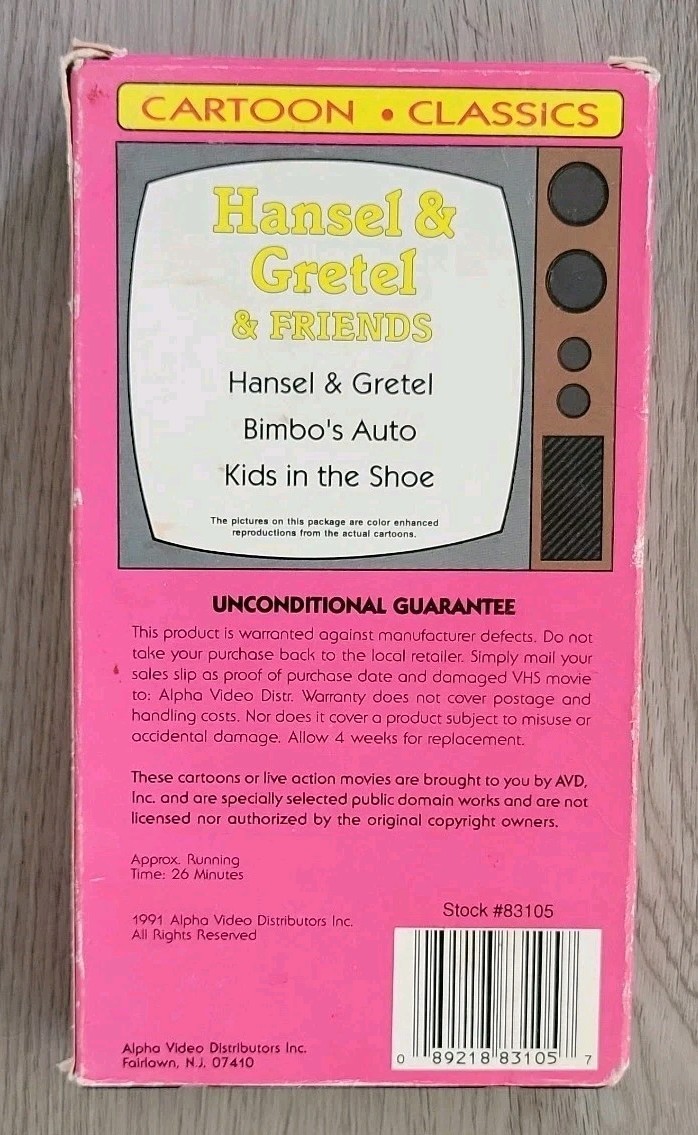 CARTOON • CLASSiCS
Hansel &
Gretel
& FRIENDS
Hansel & Gretel
Bimbo's Auto
Kids in the Shoe
The pictures on this package are color enhanced
reproductions from the actual cartoons.
UNCONDITIONAL GUARANTEE
This product is warranted against manufacturer defects. Do not
take your purchase back to the local retailer. Simply mail your
sales slip as proof of purchase date and damaged VHS movie
to: Alpha Video Distr. Warranty does not cover postage and
handling costs. Nor does it cover a product subject to misuse or
accidental damage. Allow 4 weeks for replacement.
These cartoons or live action movies are brought to you by AVD,
Inc. and are specially selected public domain works and are not
licensed nor authorized by the original copyright owners.
Approx. Running
Time: 26 Minutes
1991 Alpha Video Distributors Inc.
All Rights Reserved
Stock #83105
0 89218 83105 7
Alpha Video Distributors Inc.
Fairlawn, N.J. 07410